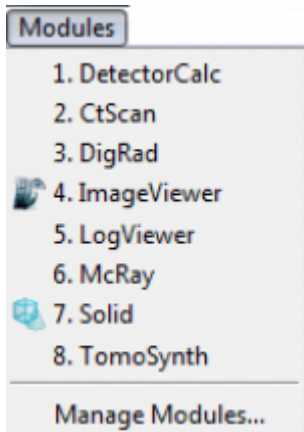 Modules
1. DetectorCalc
2. CtScan
3. DigRad
4. ImageViewer
5. LogViewer
6. McRay
7. Solid
8. TomoSynth
Manage Modules...